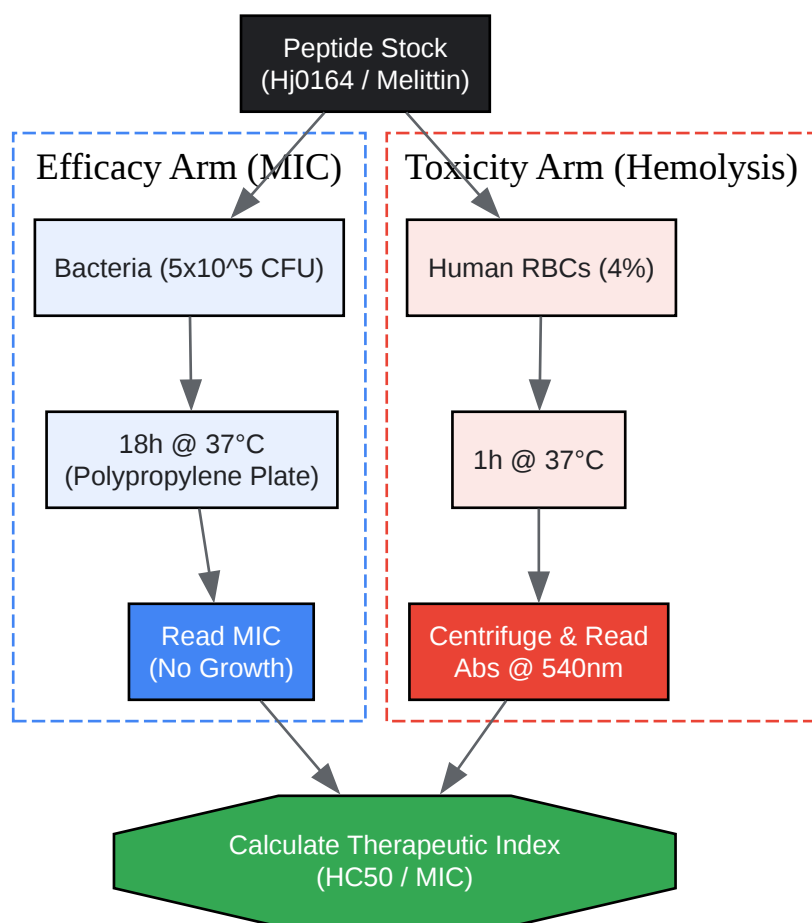 Peptide Stock
(Hj0164 / Melittin)
Efficacy Arm (MIC)
Bacteria (5x10^5 CFU)
18h @ 37°C
(Polypropylene Plate)
Read MIC
(No Growth)
Toxicity Arm (Hemolysis)
Human RBCs (4%)
1h @ 37°C
Centrifuge & Read
Abs @ 540nm
Calculate Therapeutic Index
(HC50 / MIC)